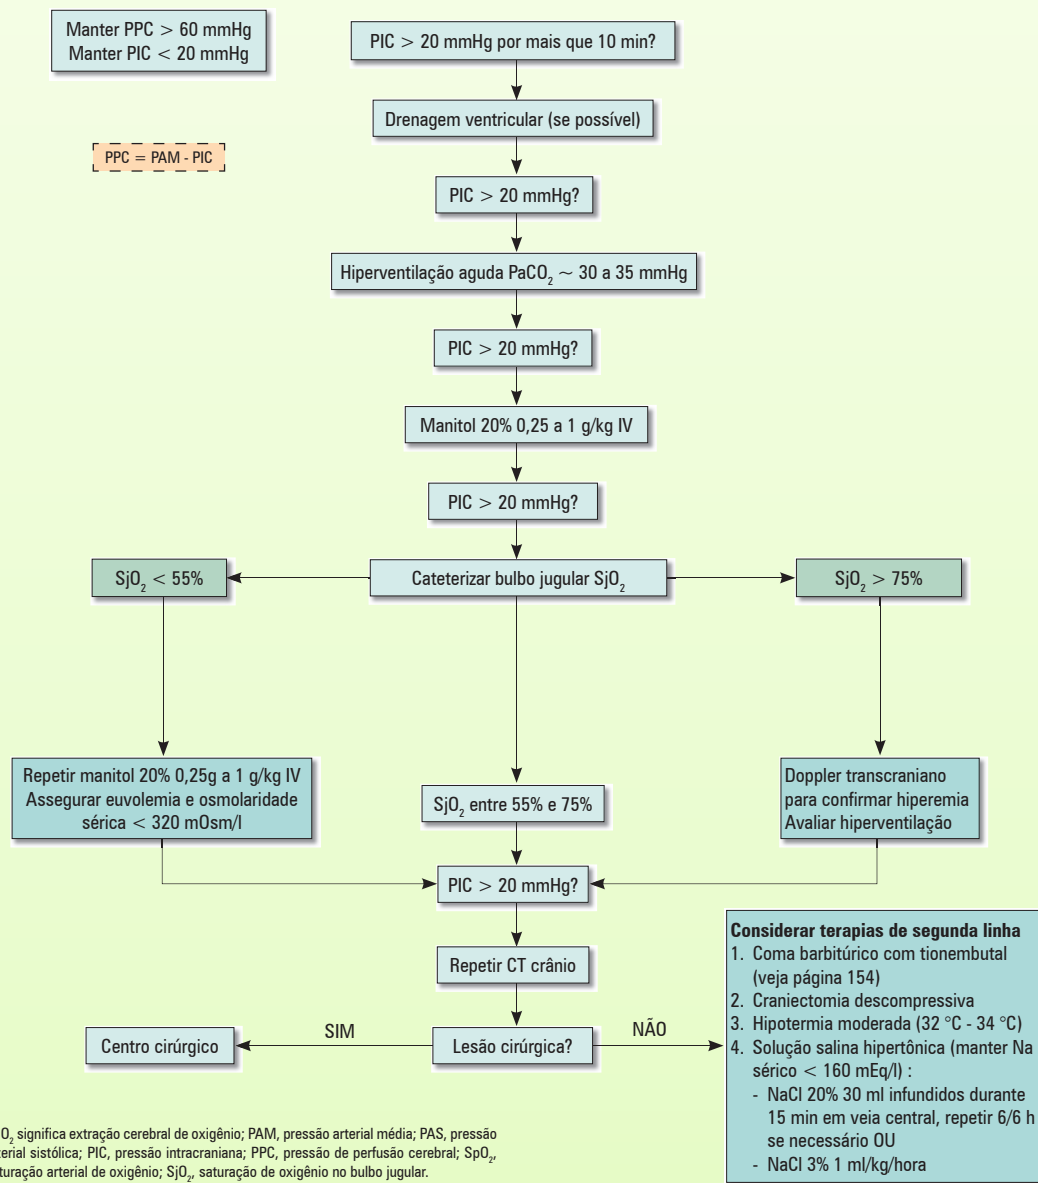 Manter PPC > 60 mmHg
Manter PIC < 20 mmHg
PIC > 20 mmHg por mais que 10 min?
Drenagem ventricular (se possível)
PPC = PAM - PIC
PIC > 20 mmHg?
Hiperventilação aguda PaCO₂ ~ 30 a 35 mmHg
PIC > 20 mmHg?
Manitol 20% 0,25 a 1 g/kg IV
PIC > 20 mmHg?
SjO₂ < 55%
Cateterizar bulbo jugular SjO₂
SjO₂ > 75%
Repetir manitol 20% 0,25g a 1 g/kg IV
Assegurar euvolemia e osmolaridade
sérica < 320 mOsm/l
SjO₂ entre 55% e 75%
Doppler transcraniano
para confirmar hiperemia
Avaliar hiperventilação
PIC > 20 mmHg?
Repetir CT crânio
Lesão cirúrgica?
SIM
Centro cirúrgico
NÃO
Considerar terapias de segunda linha
1. Coma barbitúrico com tionembutal
(veja página 154)
2. Craniectomia descompressiva
3. Hipotermia moderada (32 °C - 34 °C)
4. Solução salina hipertônica (manter Na
sérico < 160 mEq/l) :
- NaCl 20% 30 ml infundidos durante
15 min em veia central, repetir 6/6 h
se necessário OU
- NaCl 3% 1 ml/kg/hora
O₂ significa extração cerebral de oxigênio; PAM, pressão arterial média; PAS, pressão
erial sistólica; PIC, pressão intracraniana; PPC, pressão de perfusão cerebral; SpO₂,
turação arterial de oxigênio; SjO₂, saturação de oxigênio no bulbo jugular.